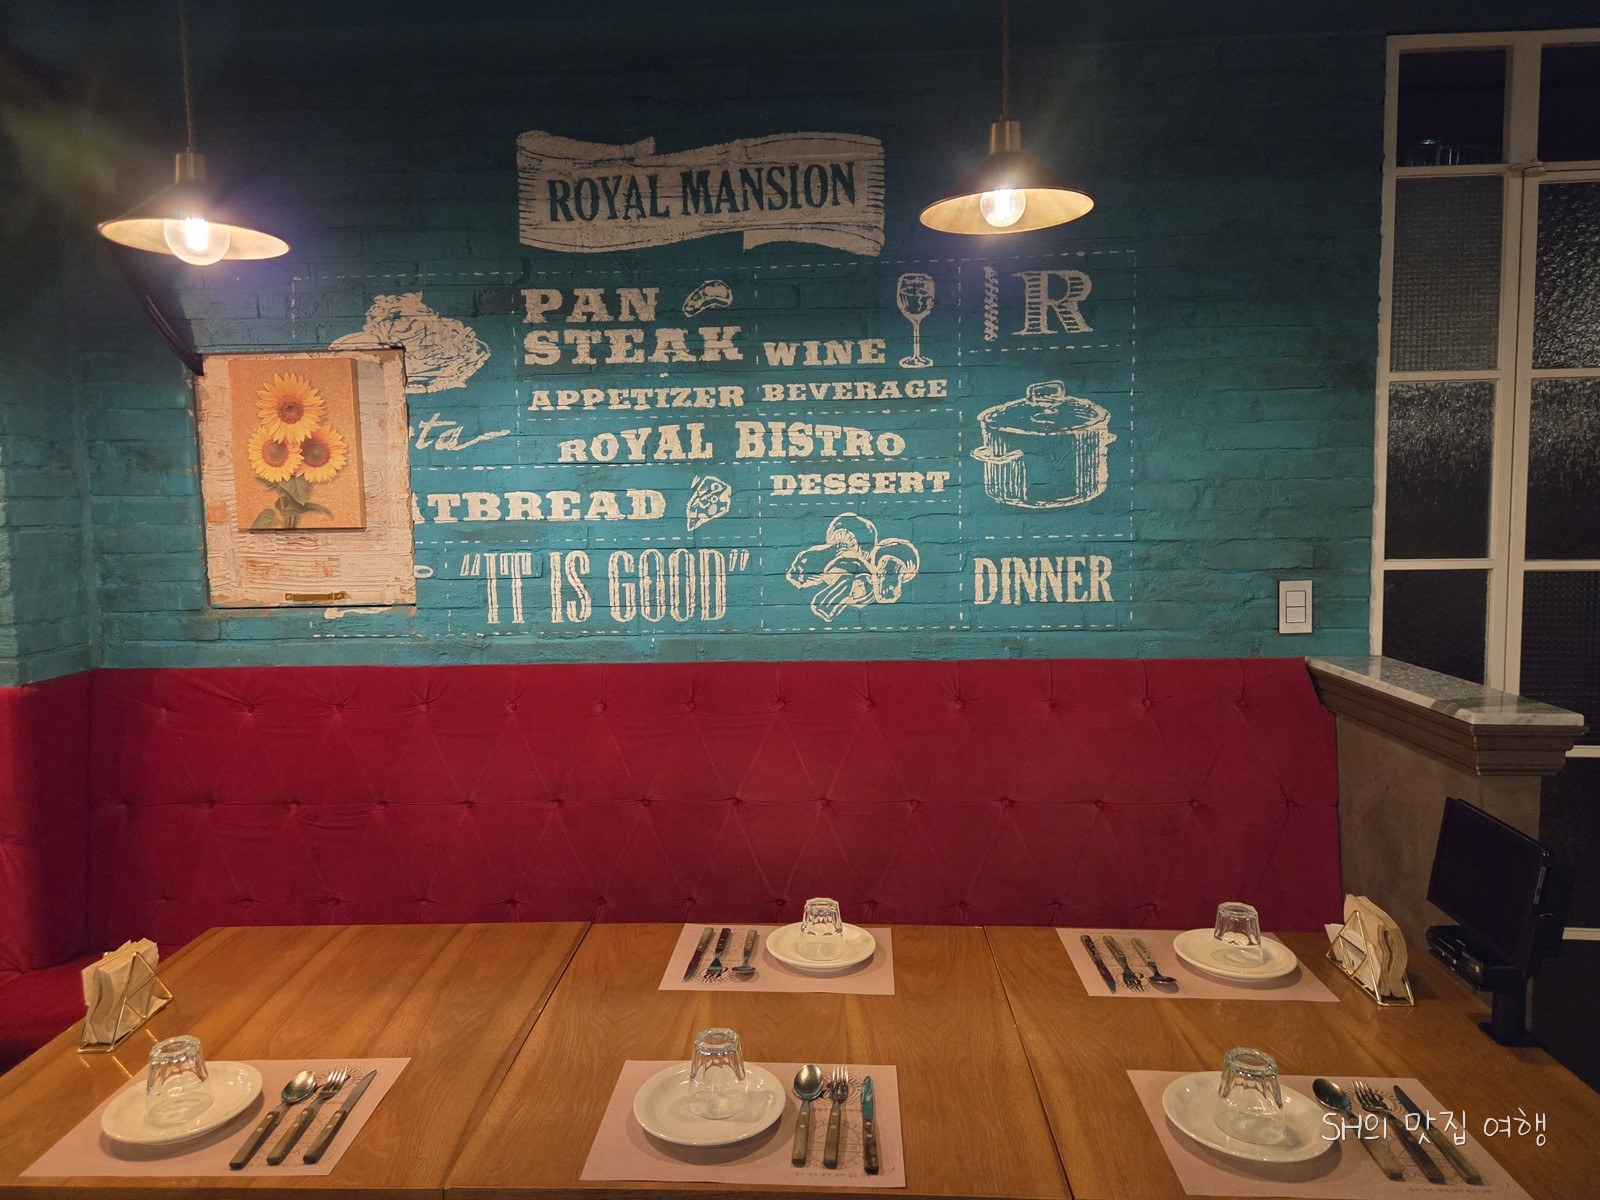 ROYAL MANSION
PAN
STEAK
WINE
R
APPETIZER
BEVERAGE
ROYAL BISTRO
DESSERT
"IT IS GOOD"
DINNER
SH의 맛집 여행